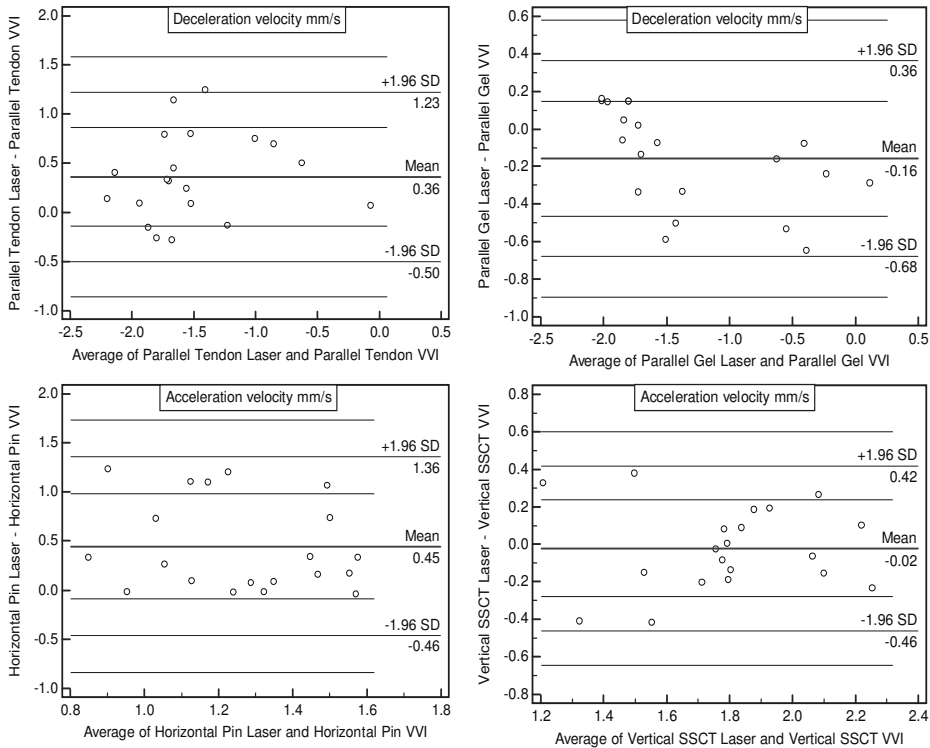 Deceleration velocity mm/s
Parallel Tendon Laser - Parallel Tendon VVI
2.0
1.5
1.0
0.5
0.0
-0.5
-1.0
+1.96 SD
1.23
Mean
0.36
-1.96 SD
-0.50
-2.5 -2.0 -1.5 -1.0 -0.5 0.0 0.5
Average of Parallel Tendon Laser and Parallel Tendon VVI
Deceleration velocity mm/s
Parallel Gel Laser - Parallel Gel VVI
0.6
0.4
0.2
0.0
-0.2
-0.4
-0.6
-0.8
-1.0
+1.96 SD
0.36
Mean
-0.16
-1.96 SD
-0.68
-2.5 -2.0 -1.5 -1.0 -0.5 0.0 0.5
Average of Parallel Gel Laser and Parallel Gel VVI
Acceleration velocity mm/s
Horizontal Pin Laser - Horizontal Pin VVI
2.0
1.5
1.0
0.5
0.0
-0.5
-1.0
+1.96 SD
1.36
Mean
0.45
-1.96 SD
-0.46
0.8 1.0 1.2 1.4 1.6 1.8
Average of Horizontal Pin Laser and Horizontal Pin VVI
Acceleration velocity mm/s
Vertical SSCT Laser - Vertical SSCT VVI
0.8
0.6
0.4
0.2
0.0
-0.2
-0.4
-0.6
-0.8
+1.96 SD
0.42
Mean
-0.02
-1.96 SD
-0.46
1.2 1.4 1.6 1.8 2.0 2.2 2.4
Average of Vertical SSCT Laser and Vertical SSCT VVI